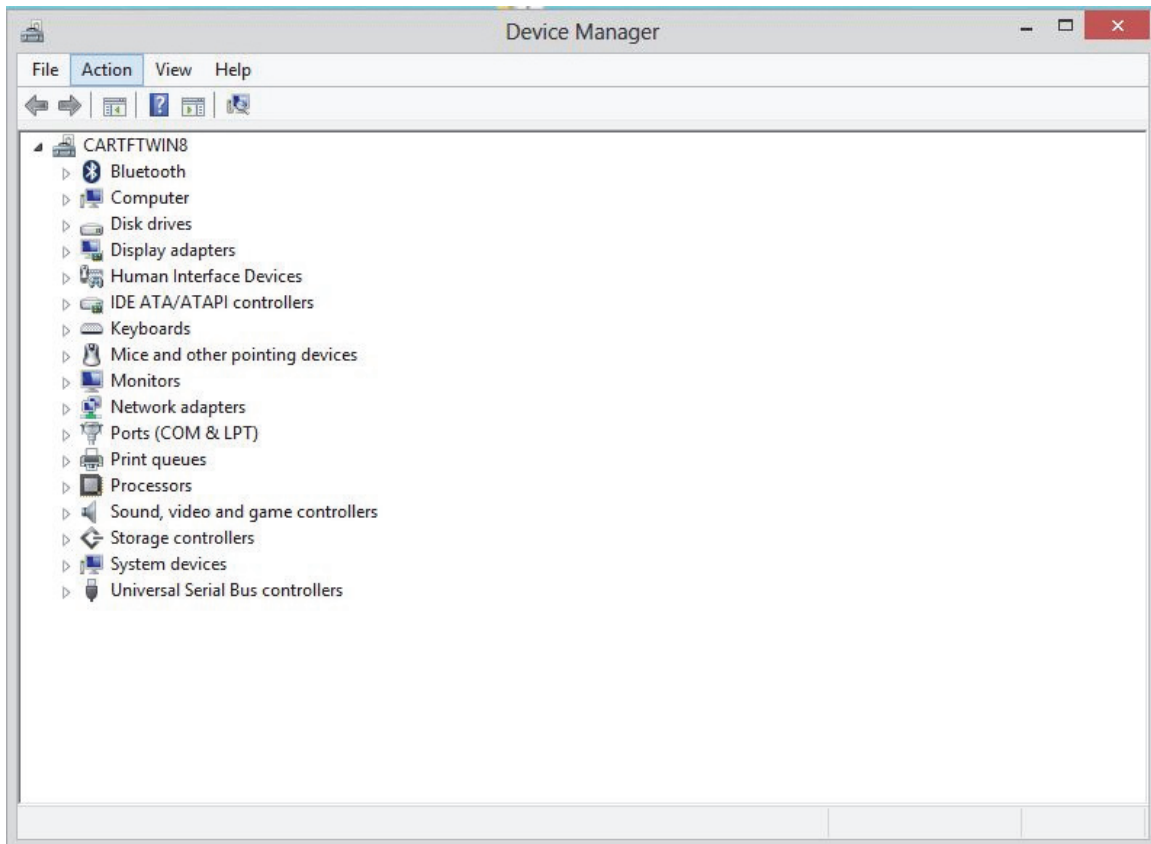 Device Manager
File Action View Help
CARTFTWIN8
Bluetooth
Computer
Disk drives
Display adapters
Human Interface Devices
IDE ATA/ATAPI controllers
Keyboards
Mice and other pointing devices
Monitors
Network adapters
Ports (COM & LPT)
Print queues
Processors
Sound, video and game controllers
Storage controllers
System devices
Universal Serial Bus controllers